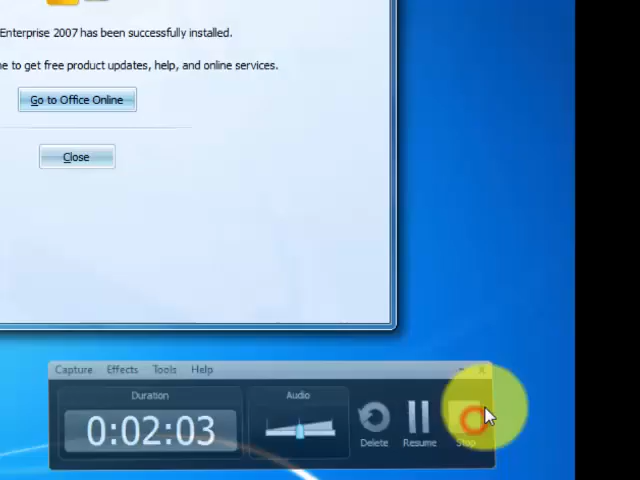 Enterprise 2007 has been successfully installed.
to get free product updates, help, and online services.
Go to Office Online
Close
Capture Effects Tools Help
Duration
Audio
0:02:03
Delete
Resume
Stop